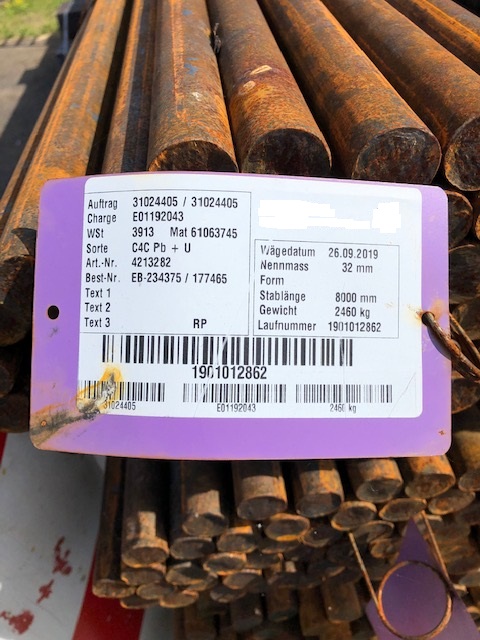 Auftrag 31024405 / 31024405
Charge E01192043
WSt 3913 Mat 61063745
Sorte C4C Pb + U
Art.-Nr. 4213282
Best-Nr. EB-234375 / 177465
Text 1
Text 2
Text 3 RP
Wägedatum 26.09.2019
Nennmass 32 mm
Form
Stablänge 8000 mm
Gewicht 2460 kg
Laufnummer 1901012862
1901012862
31024405 E01192043 2460 kg